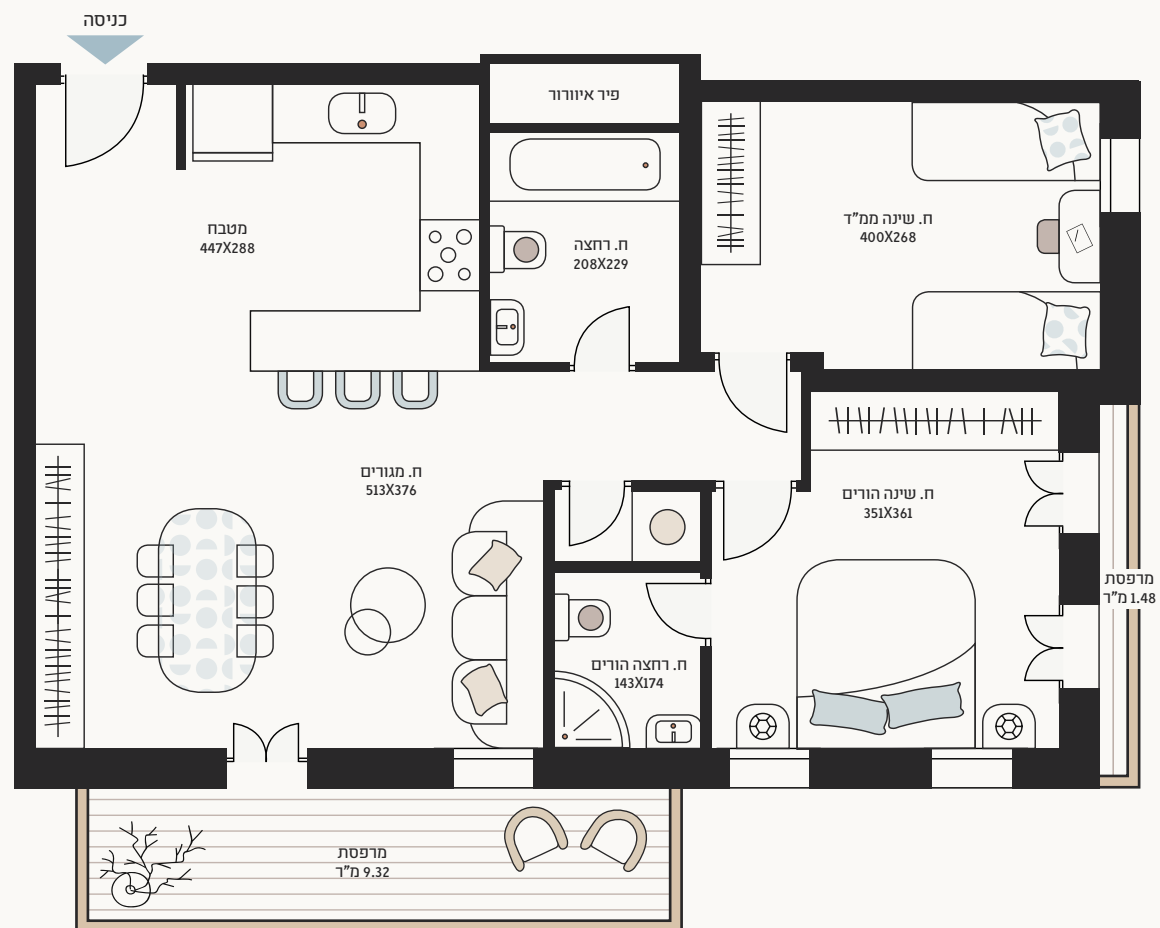 כניסה
פיר איוורור
מטבח
447X288
ח. רחצה
208X229
ח. שינה ממ"ד
400X268
ח. מגורים
513X376
ח. שינה הורים
351X361
מרפסת
1.48 מ"ר
ח. רחצה הורים
143X174
מרפסת
9.32 מ"ר